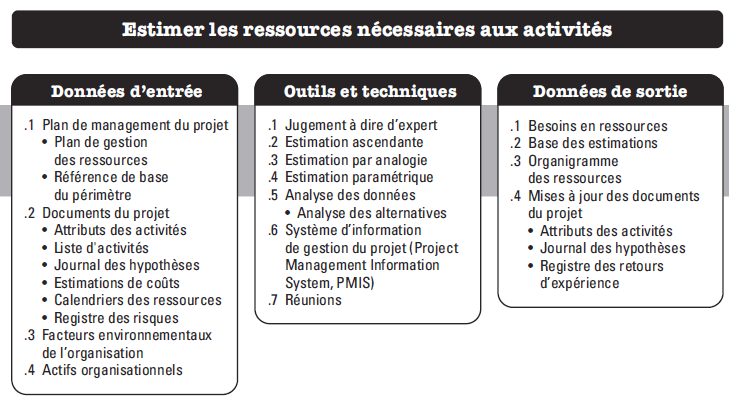 Estimer les ressources nécessaires aux activités
Données d’entrée
.1 Plan de management du projet
• Plan de gestion
des ressources
• Référence de base
du périmètre
.2 Documents du projet
• Attributs des activités
• Liste d'activités
• Journal des hypothèses
• Estimations de coûts
• Calendriers des ressources
• Registre des risques
.3 Facteurs environnementaux
de l’organisation
.4 Actifs organisationnels
Outils et techniques
.1 Jugement à dire d’expert
.2 Estimation ascendante
.3 Estimation par analogie
.4 Estimation paramétrique
.5 Analyse des données
• Analyse des alternatives
.6 Système d’information
de gestion du projet (Project
Management Information
System, PMIS)
.7 Réunions
Données de sortie
.1 Besoins en ressources
.2 Base des estimations
.3 Organigramme
des ressources
.4 Mises à jour des documents
du projet
• Attributs des activités
• Journal des hypothèses
• Registre des retours
d’expérience